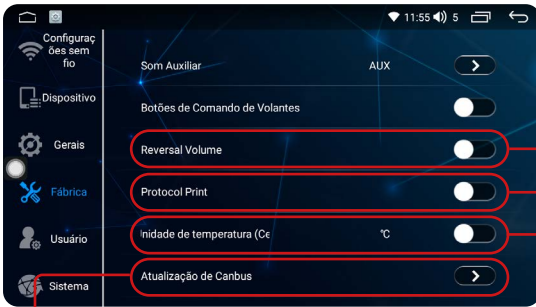 11:55 5
Configuraç
ões sem
fio
Som Auxiliar AUX
Dispositivo
Botões de Comando de Volantes
Gerais
Reversal Volume
Fábrica
Protocol Print
Usuário
nidade de temperatura (Ce °C
Sistema
Atualização de Canbus